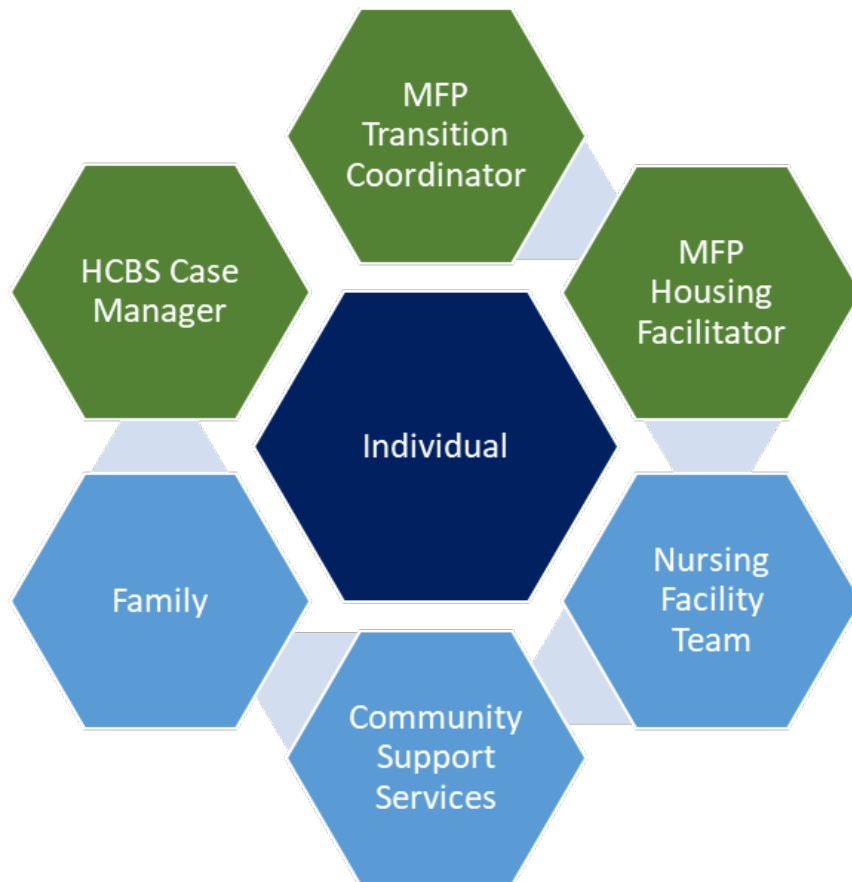 MFP
Transition
Coordinator
HCBS Case
Manager
MFP
Housing
Facilitator
Individual
Family
Nursing
Facility
Team
Community
Support
Services